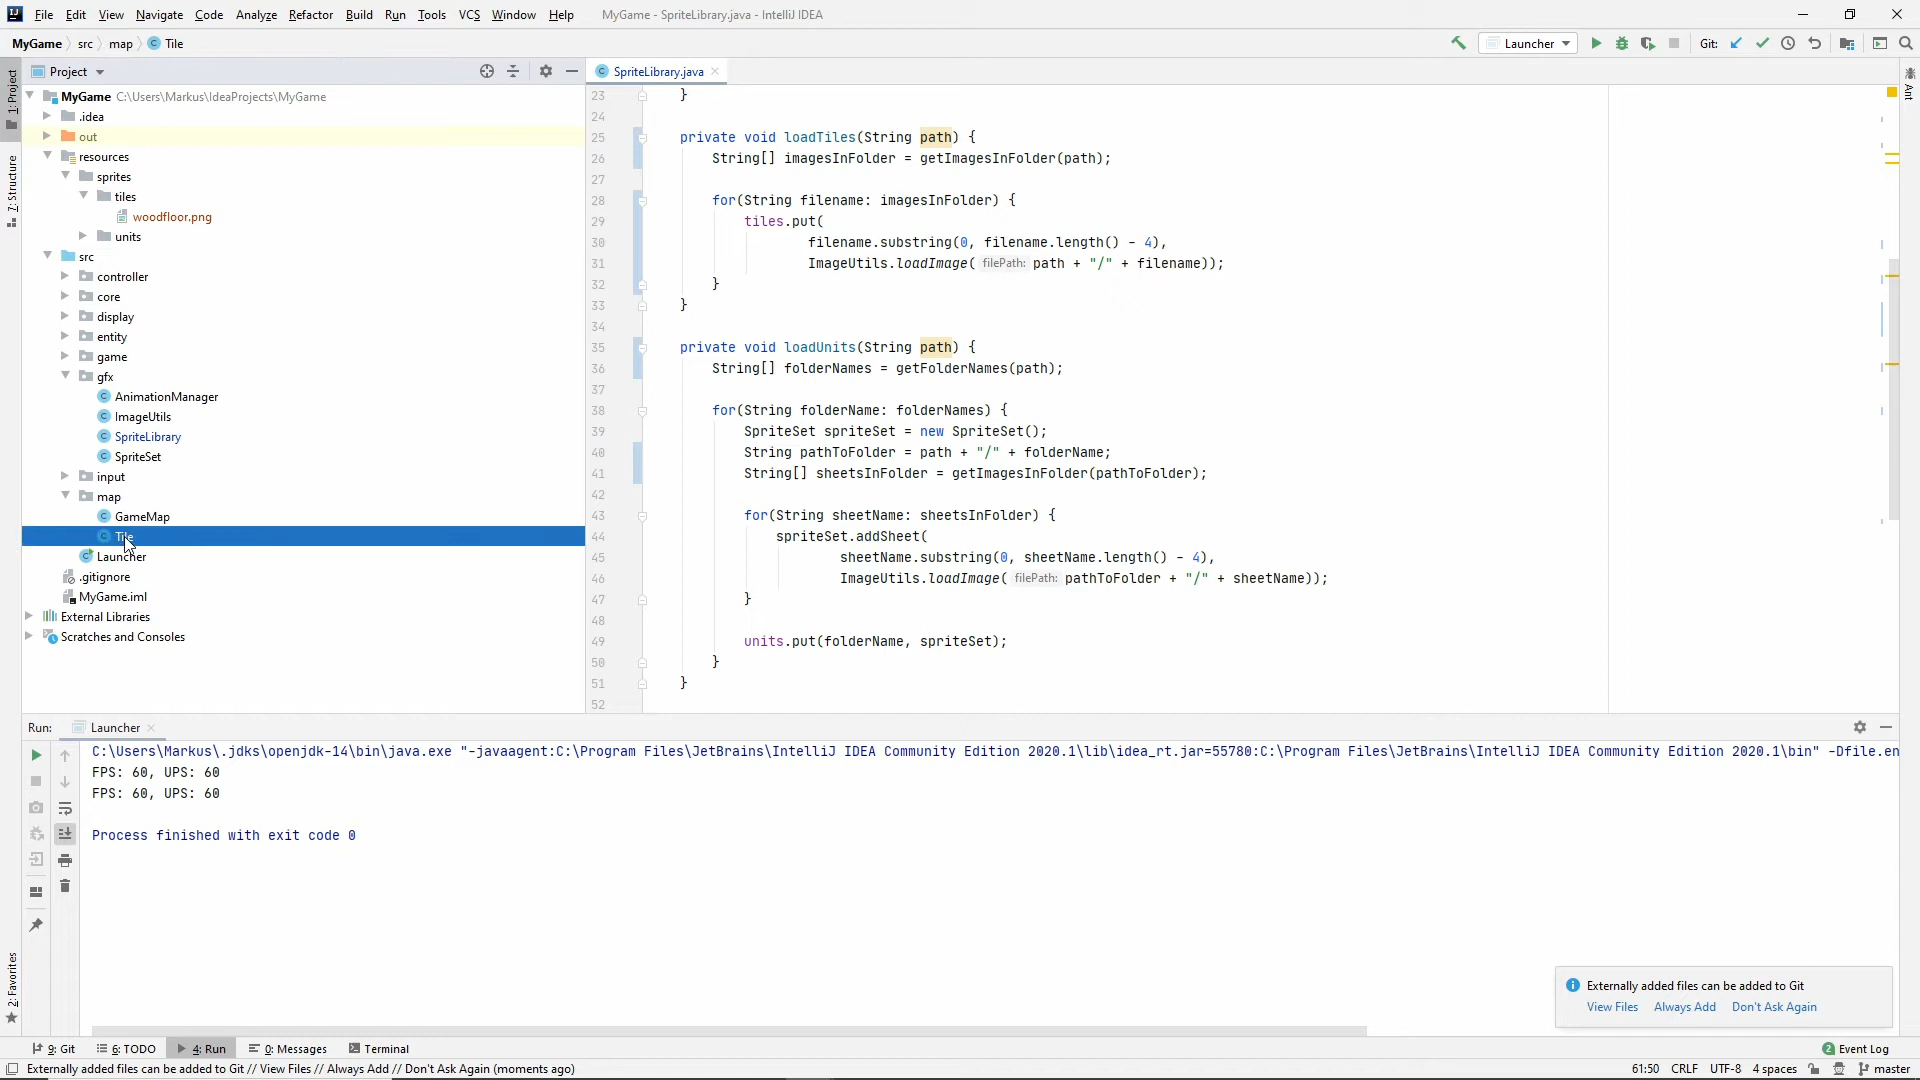 File Edit View Navigate Code Analyze Refactor Build Run Tools VCS Window Help MyGame - SpriteLibrary.java - IntelliJ IDEA
MyGame src map Tile Launcher Git:
Project SpriteLibrary.java
1: Project
7: Structure
2: Favorites
Ant
MyGame C:\Users\Markus\IdeaProjects\MyGame
.idea
out
resources
sprites
tiles
woodfloor.png
units
src
controller
core
display
entity
game
gfx
AnimationManager
ImageUtils
SpriteLibrary
SpriteSet
input
map
GameMap
Tile
Launcher
.gitignore
MyGame.iml
External Libraries
Scratches and Consoles
23 }
24
25 private void loadTiles(String path) {
26 String[] imagesInFolder = getImagesInFolder(path);
27
28 for(String filename: imagesInFolder) {
29 tiles.put(
30 filename.substring(0, filename.length() - 4),
31 ImageUtils.loadImage( filePath: path + "/" + filename));
32 }
33 }
34
35 private void loadUnits(String path) {
36 String[] folderNames = getFolderNames(path);
37
38 for(String folderName: folderNames) {
39 SpriteSet spriteSet = new SpriteSet();
40 String pathToFolder = path + "/" + folderName;
41 String[] sheetsInFolder = getImagesInFolder(pathToFolder);
42
43 for(String sheetName: sheetsInFolder) {
44 spriteSet.addSheet(
45 sheetName.substring(0, sheetName.length() - 4),
46 ImageUtils.loadImage( filePath: pathToFolder + "/" + sheetName));
47 }
48
49 units.put(folderName, spriteSet);
50 }
51 }
52
Run: Launcher
C:\Users\Markus\.jdks\openjdk-14\bin\java.exe "-javaagent:C:\Program Files\JetBrains\IntelliJ IDEA Community Edition 2020.1\lib\idea_rt.jar=55780:C:\Program Files\JetBrains\IntelliJ IDEA Community Edition 2020.1\bin" -Dfile.en
FPS: 60, UPS: 60
FPS: 60, UPS: 60
Process finished with exit code 0
Externally added files can be added to Git
View Files Always Add Don't Ask Again
9: Git 6: TODO 4: Run 0: Messages Terminal 2 Event Log
Externally added files can be added to Git // View Files // Always Add // Don't Ask Again (moments ago) 61:50 CRLF UTF-8 4 spaces master